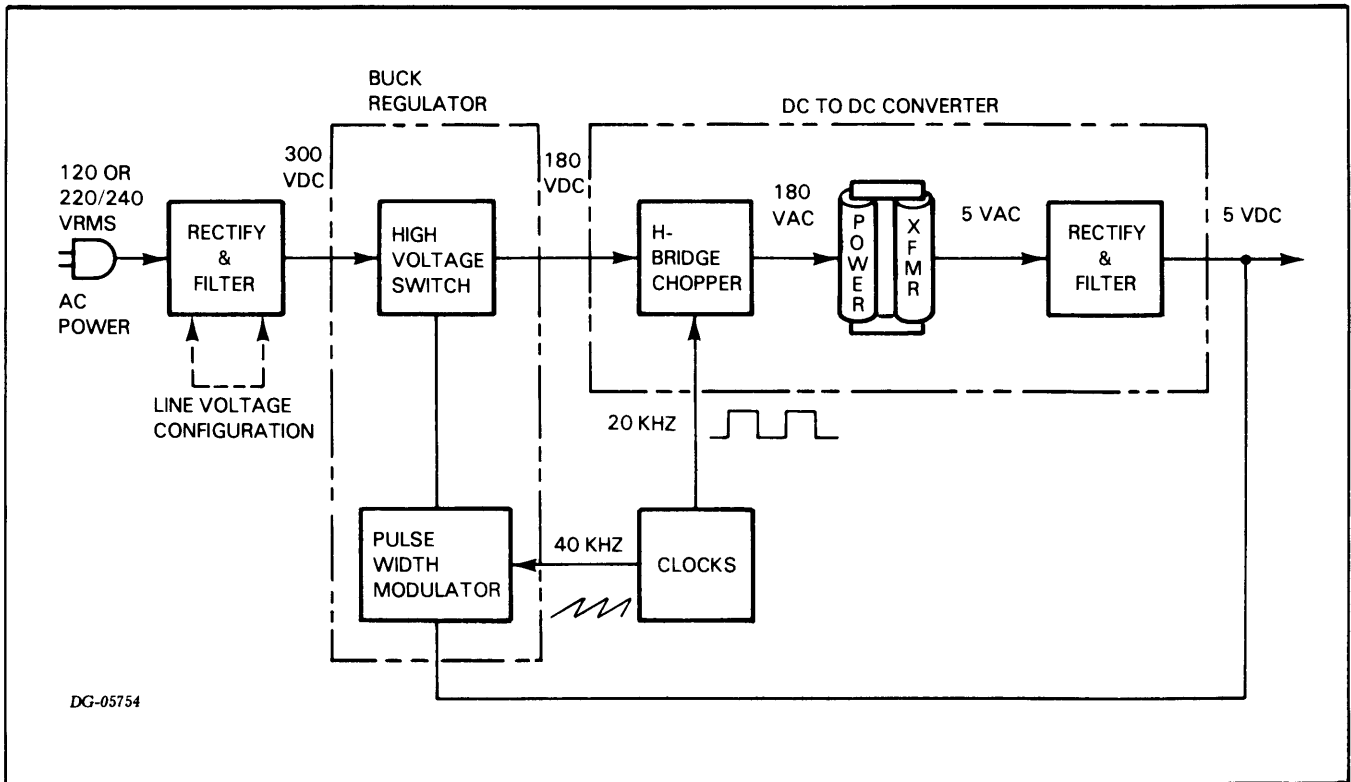 BUCK
REGULATOR
DC TO DC CONVERTER
120 OR
220/240
VRMS
AC
POWER
RECTIFY
&
FILTER
LINE VOLTAGE
CONFIGURATION
300
VDC
HIGH
VOLTAGE
SWITCH
180
VDC
H-
BRIDGE
CHOPPER
180
VAC
POWER
XFMR
5 VAC
RECTIFY
&
FILTER
5 VDC
20 KHZ
PULSE
WIDTH
MODULATOR
40 KHZ
CLOCKS
DG-05754